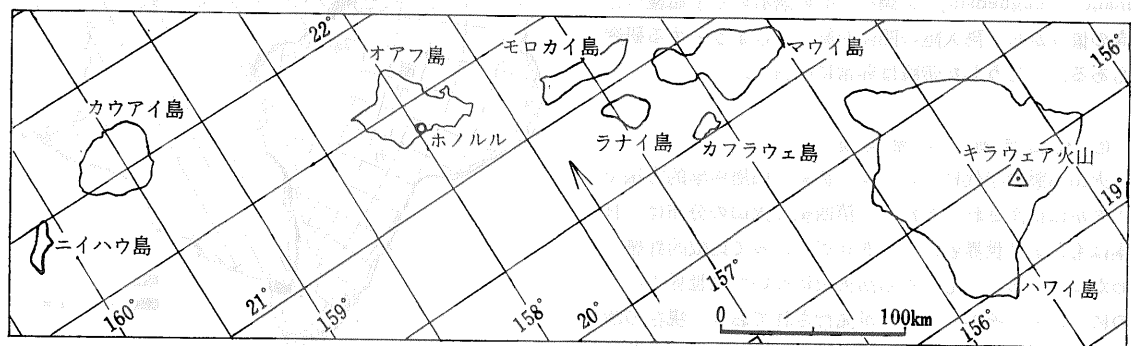 22°
オアフ島
モロカイ島
マウイ島
156°
カウアイ島
ホノルル
ラナイ島
カフラウェ島
キラウェア火山
19°
ニイハウ島
ハワイ島
160°
21°
159°
158°
20°
157°
156°
0 100km